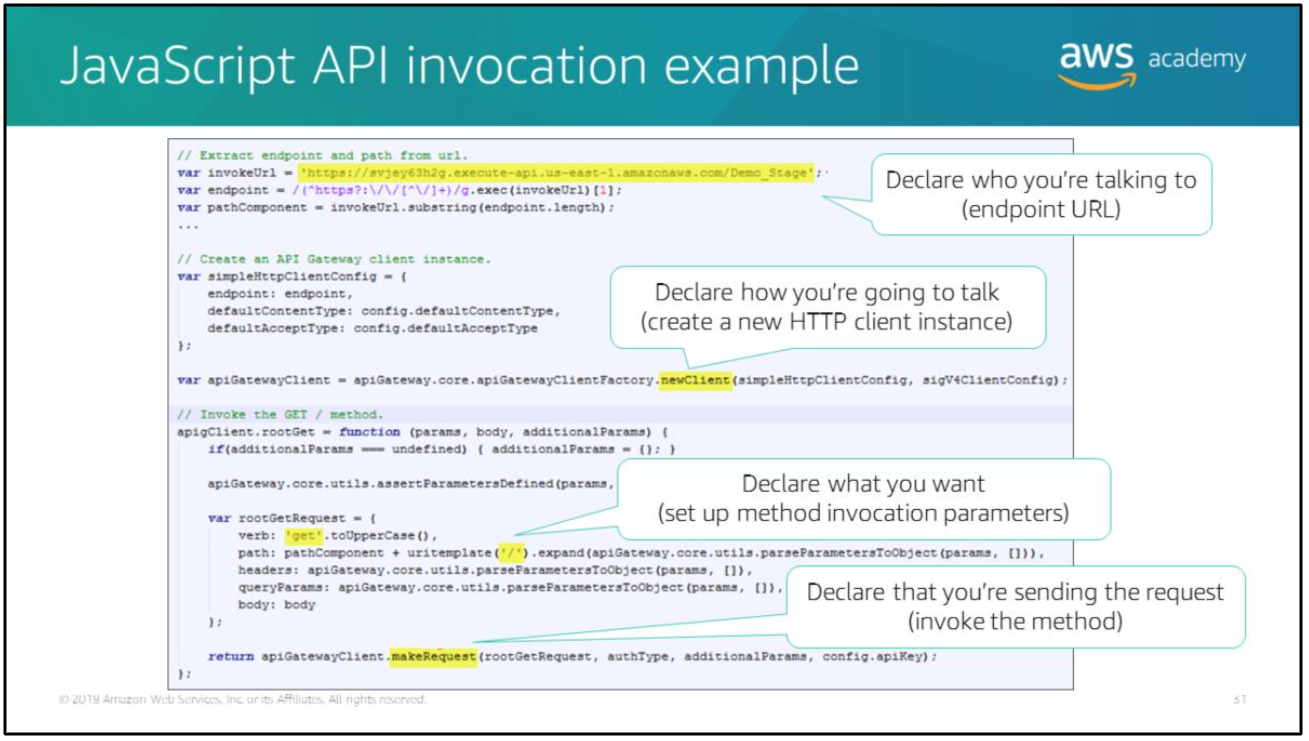 JavaScript API invocation example
aws academy
// Extract endpoint and path from url.
var invokeUrl = 'https://svjey63h2g.execute-api.us-east-1.amazonaws.com/Demo_Stage';
var endpoint = /(^https?:\/\/[^\/]+)/g.exec(invokeUrl)[1];
var pathComponent = invokeUrl.substring(endpoint.length);
...
Declare who you're talking to
(endpoint URL)
// Create an API Gateway client instance.
var simpleHttpClientConfig = {
endpoint: endpoint,
defaultContentType: config.defaultContentType,
defaultAcceptType: config.defaultAcceptType
};
Declare how you're going to talk
(create a new HTTP client instance)
var apiGatewayClient = apiGateway.core.apiGatewayClientFactory.newClient(simpleHttpClientConfig, sigV4ClientConfig);
// Invoke the GET / method.
apigClient.rootGet = function (params, body, additionalParams) {
if(additionalParams === undefined) { additionalParams = {}; }
apiGateway.core.utils.assertParametersDefined(params,
Declare what you want
(set up method invocation parameters)
var rootGetRequest = {
verb: 'get'.toUpperCase(),
path: pathComponent + uritemplate('/').expand(apiGateway.core.utils.parseParametersToObject(params, [])),
headers: apiGateway.core.utils.parseParametersToObject(params, []),
queryParams: apiGateway.core.utils.parseParametersToObject(params, []),
body: body
};
Declare that you're sending the request
(invoke the method)
return apiGatewayClient.makeRequest(rootGetRequest, authType, additionalParams, config.apiKey);
};
© 2019 Amazon Web Services, Inc. or its Affiliates. All rights reserved.
31